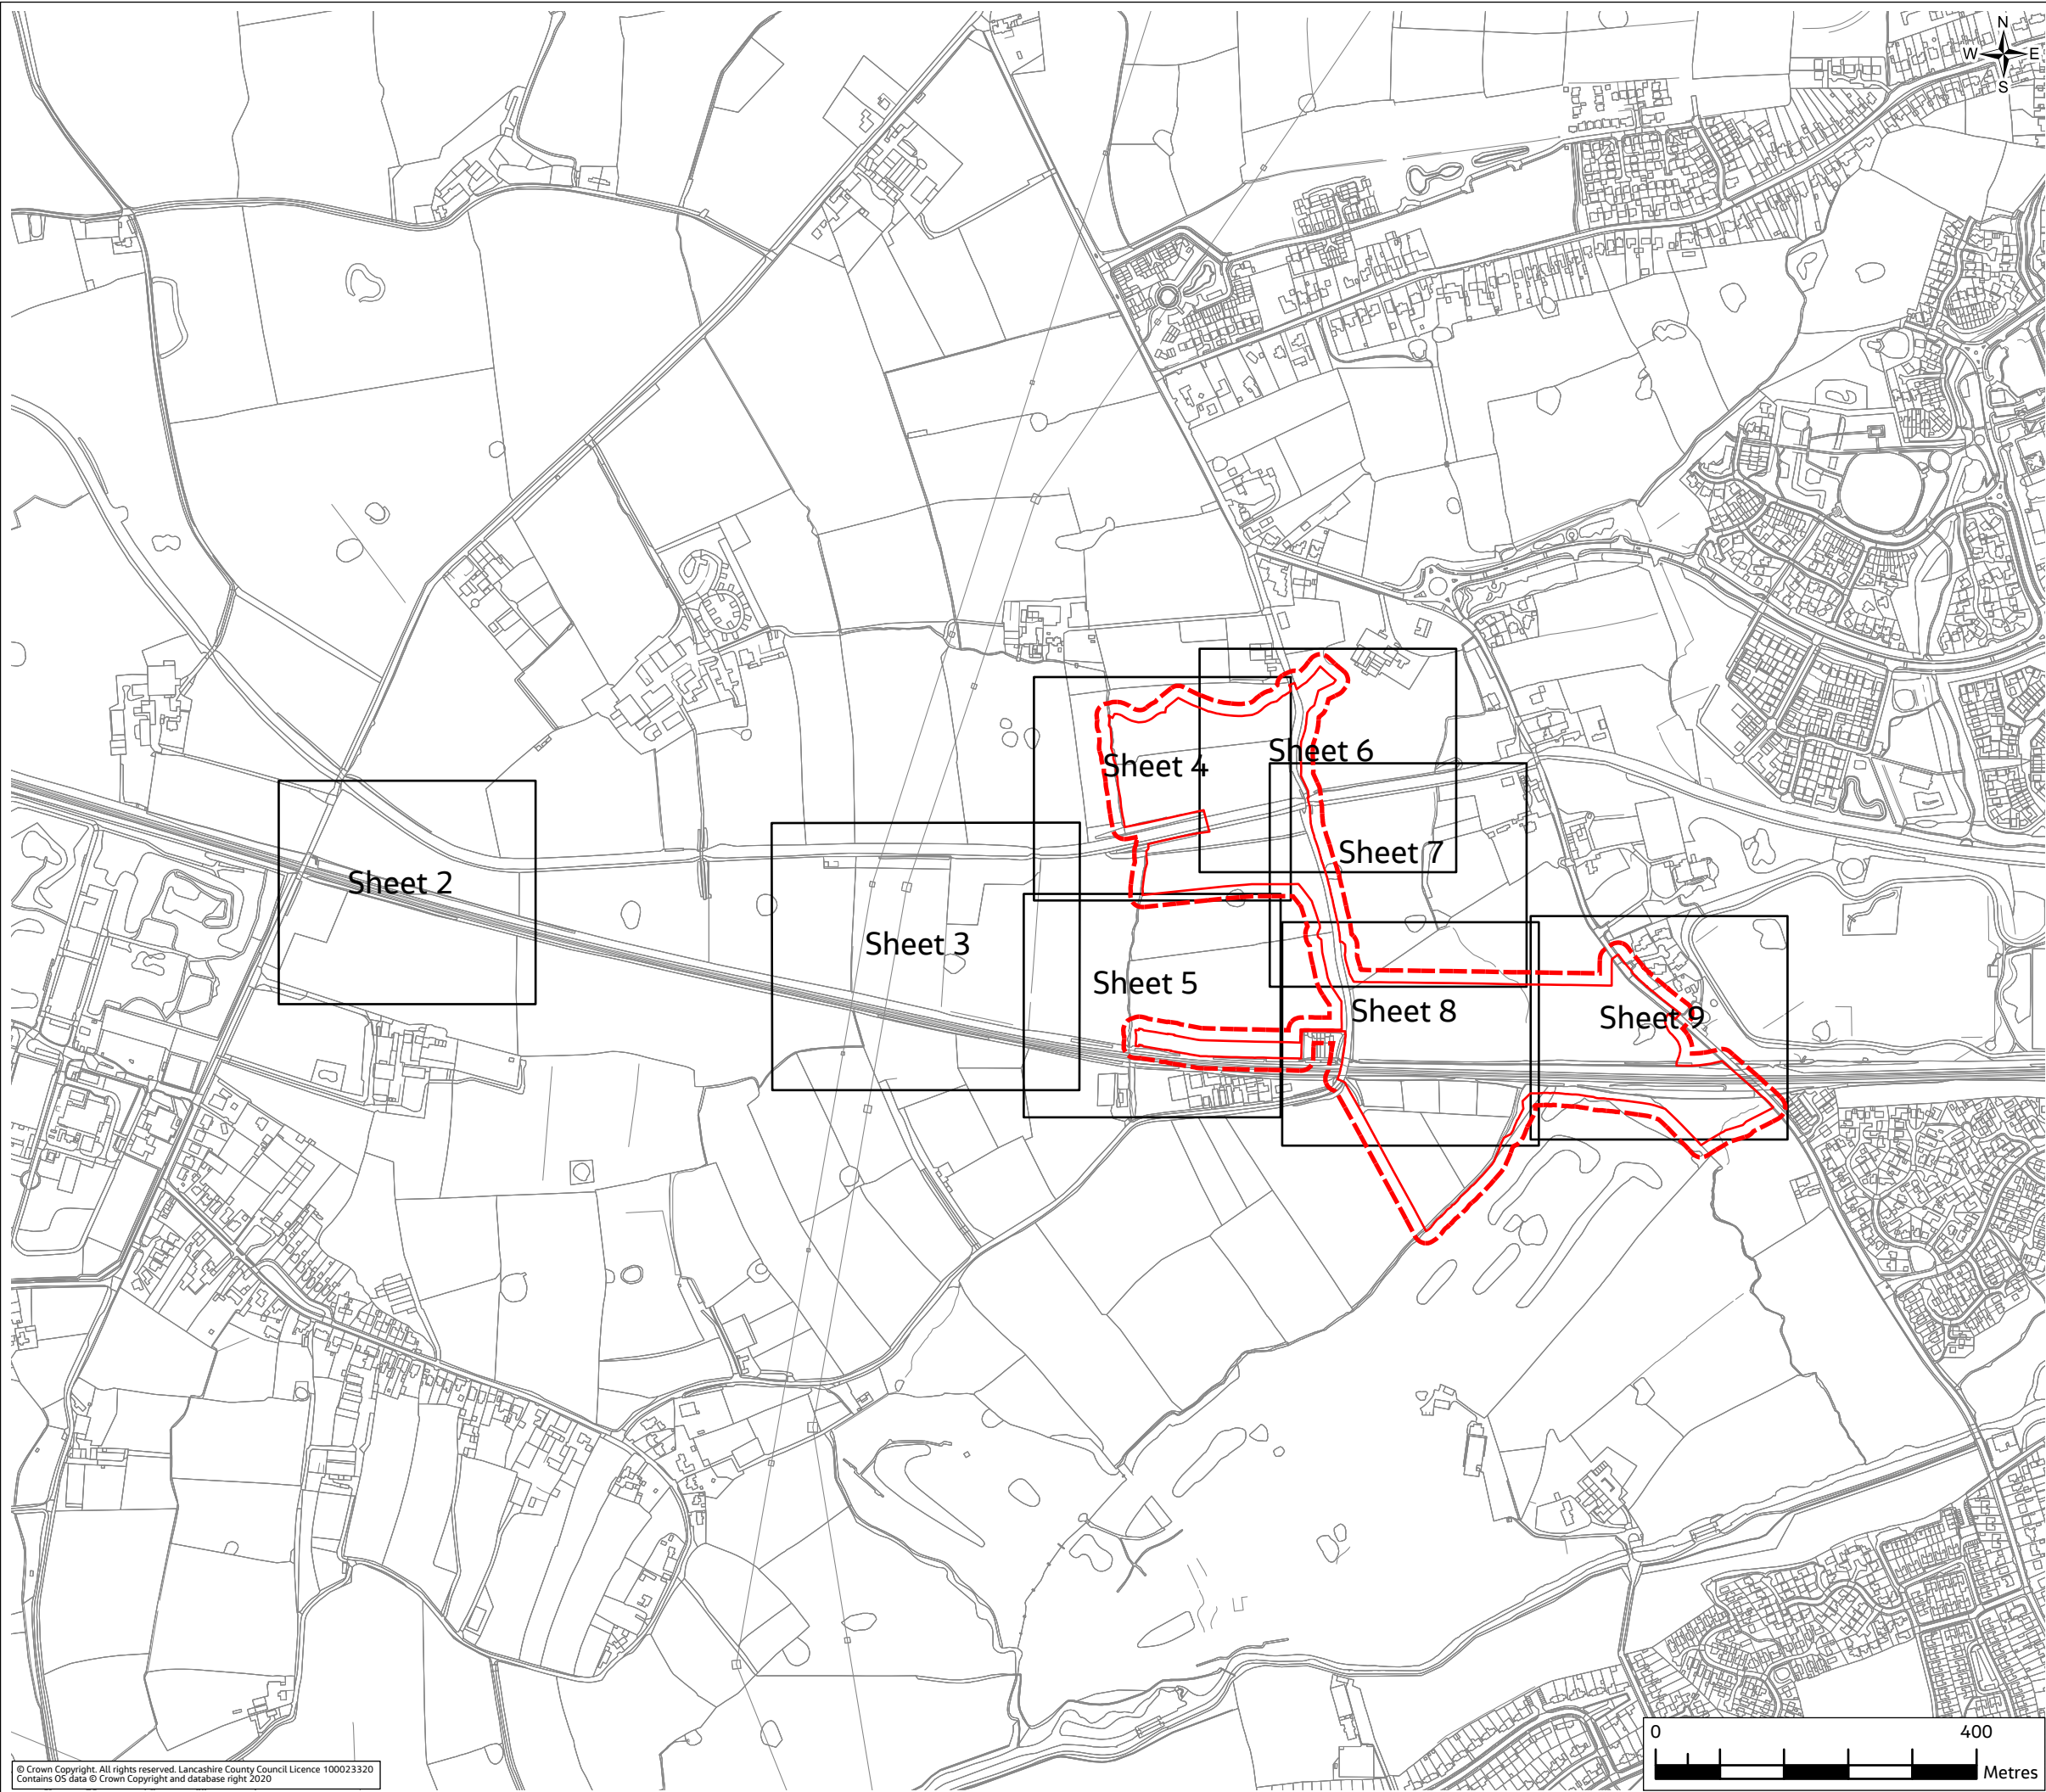 N
W E
S
Sheet 6
Sheet 4
Sheet 7
Sheet 2
Sheet 3
Sheet 5
Sheet 8
Sheet 9
0 400
Metres
© Crown Copyright. All rights reserved. Lancashire County Council Licence 100023320
Contains OS data © Crown Copyright and database right 2020